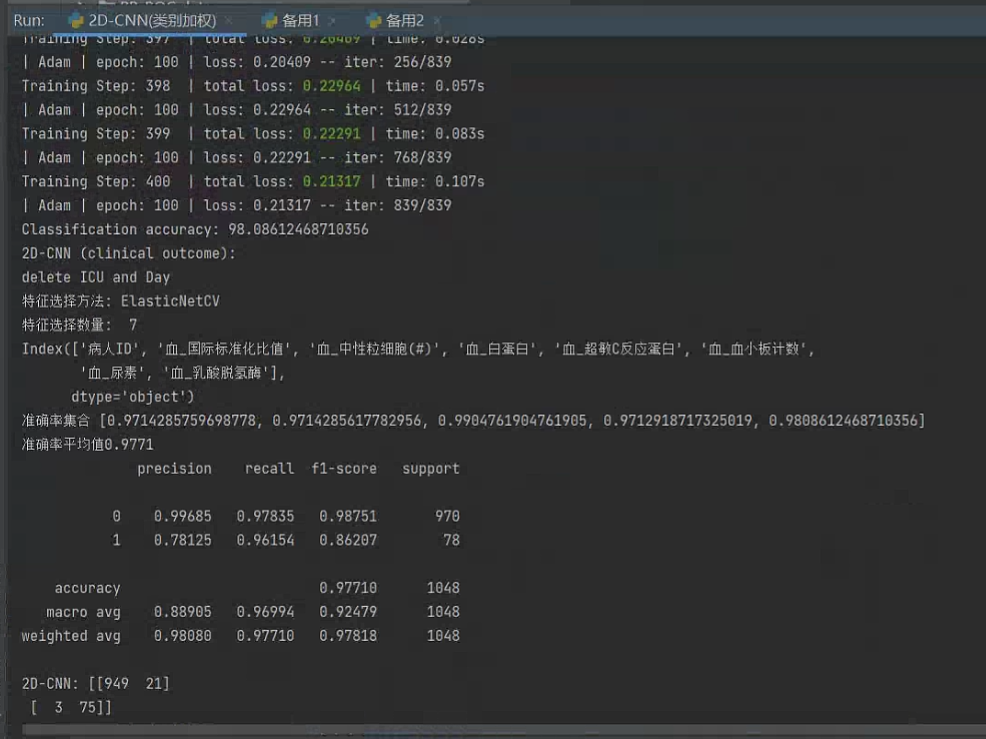 Run: 2D-CNN(类别加权) × 备用1 × 备用2 ×
Training Step: 397 | total loss: 0.20409 | time: 0.028s
| Adam | epoch: 100 | loss: 0.20409 -- iter: 256/839
Training Step: 398 | total loss: 0.22964 | time: 0.057s
| Adam | epoch: 100 | loss: 0.22964 -- iter: 512/839
Training Step: 399 | total loss: 0.22291 | time: 0.083s
| Adam | epoch: 100 | loss: 0.22291 -- iter: 768/839
Training Step: 400 | total loss: 0.21317 | time: 0.107s
| Adam | epoch: 100 | loss: 0.21317 -- iter: 839/839
Classification accuracy: 98.08612468710356
2D-CNN (clinical outcome):
delete ICU and Day
特征选择方法: ElasticNetCV
特征选择数量: 7
Index(['病人ID', '血_国际标准化比值', '血_中性粒细胞(#)', '血_白蛋白', '血_超敏C反应蛋白', '血_血小板计数',
'血_尿素', '血_乳酸脱氢酶'],
dtype='object')
准确率集合 [0.9714285759698778, 0.9714285617782956, 0.9904761904761905, 0.9712918717325019, 0.9808612468710356]
准确率平均值0.9771
precision recall f1-score support
0 0.99685 0.97835 0.98751 970
1 0.78125 0.96154 0.86207 78
accuracy 0.97710 1048
macro avg 0.88905 0.96994 0.92479 1048
weighted avg 0.98080 0.97710 0.97818 1048
2D-CNN: [[949 21]
[ 3 75]]